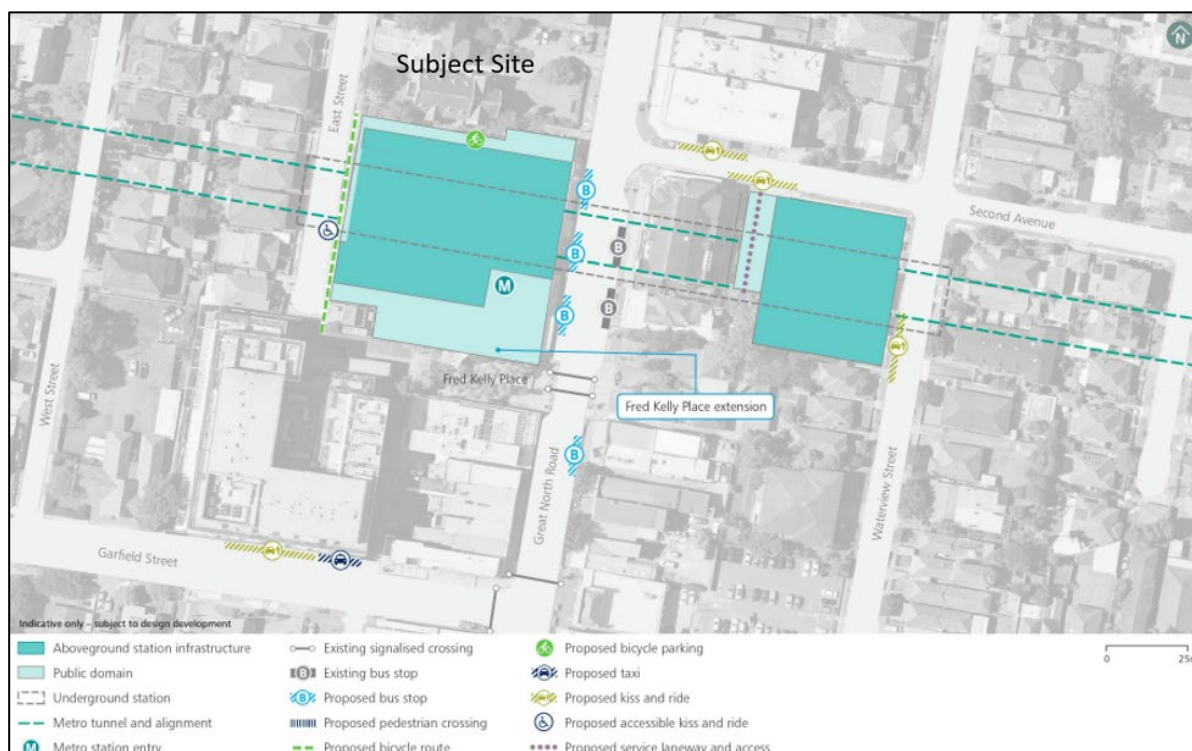 N
Subject Site
East Street
Second Avenue
B
B
B
B
B
M
West Street
Fred Kelly Place
Fred Kelly Place extension
B
Great North Road
Waterview Street
Garfield Street
Indicative only – subject to design development
Aboveground station infrastructure
Public domain
Underground station
Metro tunnel and alignment
M Metro station entry
Existing signalised crossing
B Existing bus stop
B Proposed bus stop
Proposed pedestrian crossing
Proposed bicycle route
Proposed bicycle parking
Proposed taxi
Proposed kiss and ride
Proposed accessible kiss and ride
Proposed service laneway and access
0 25